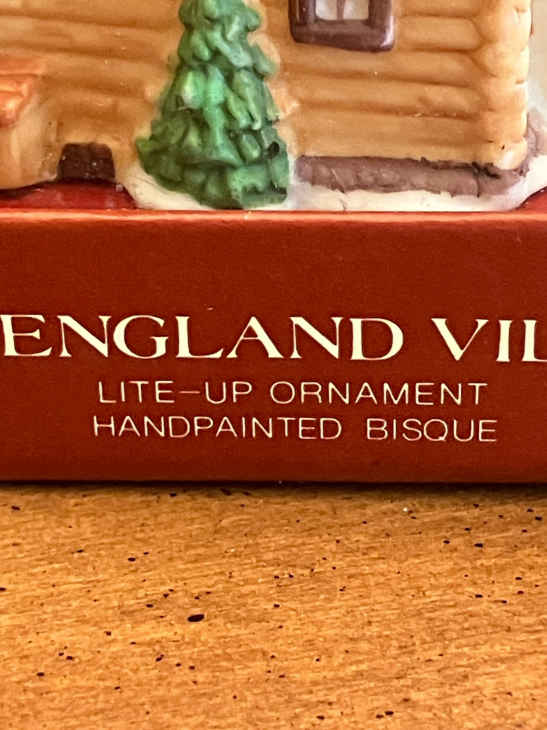 ENGLAND VIL
LITE-UP ORNAMENT
HANDPAINTED BISQUE